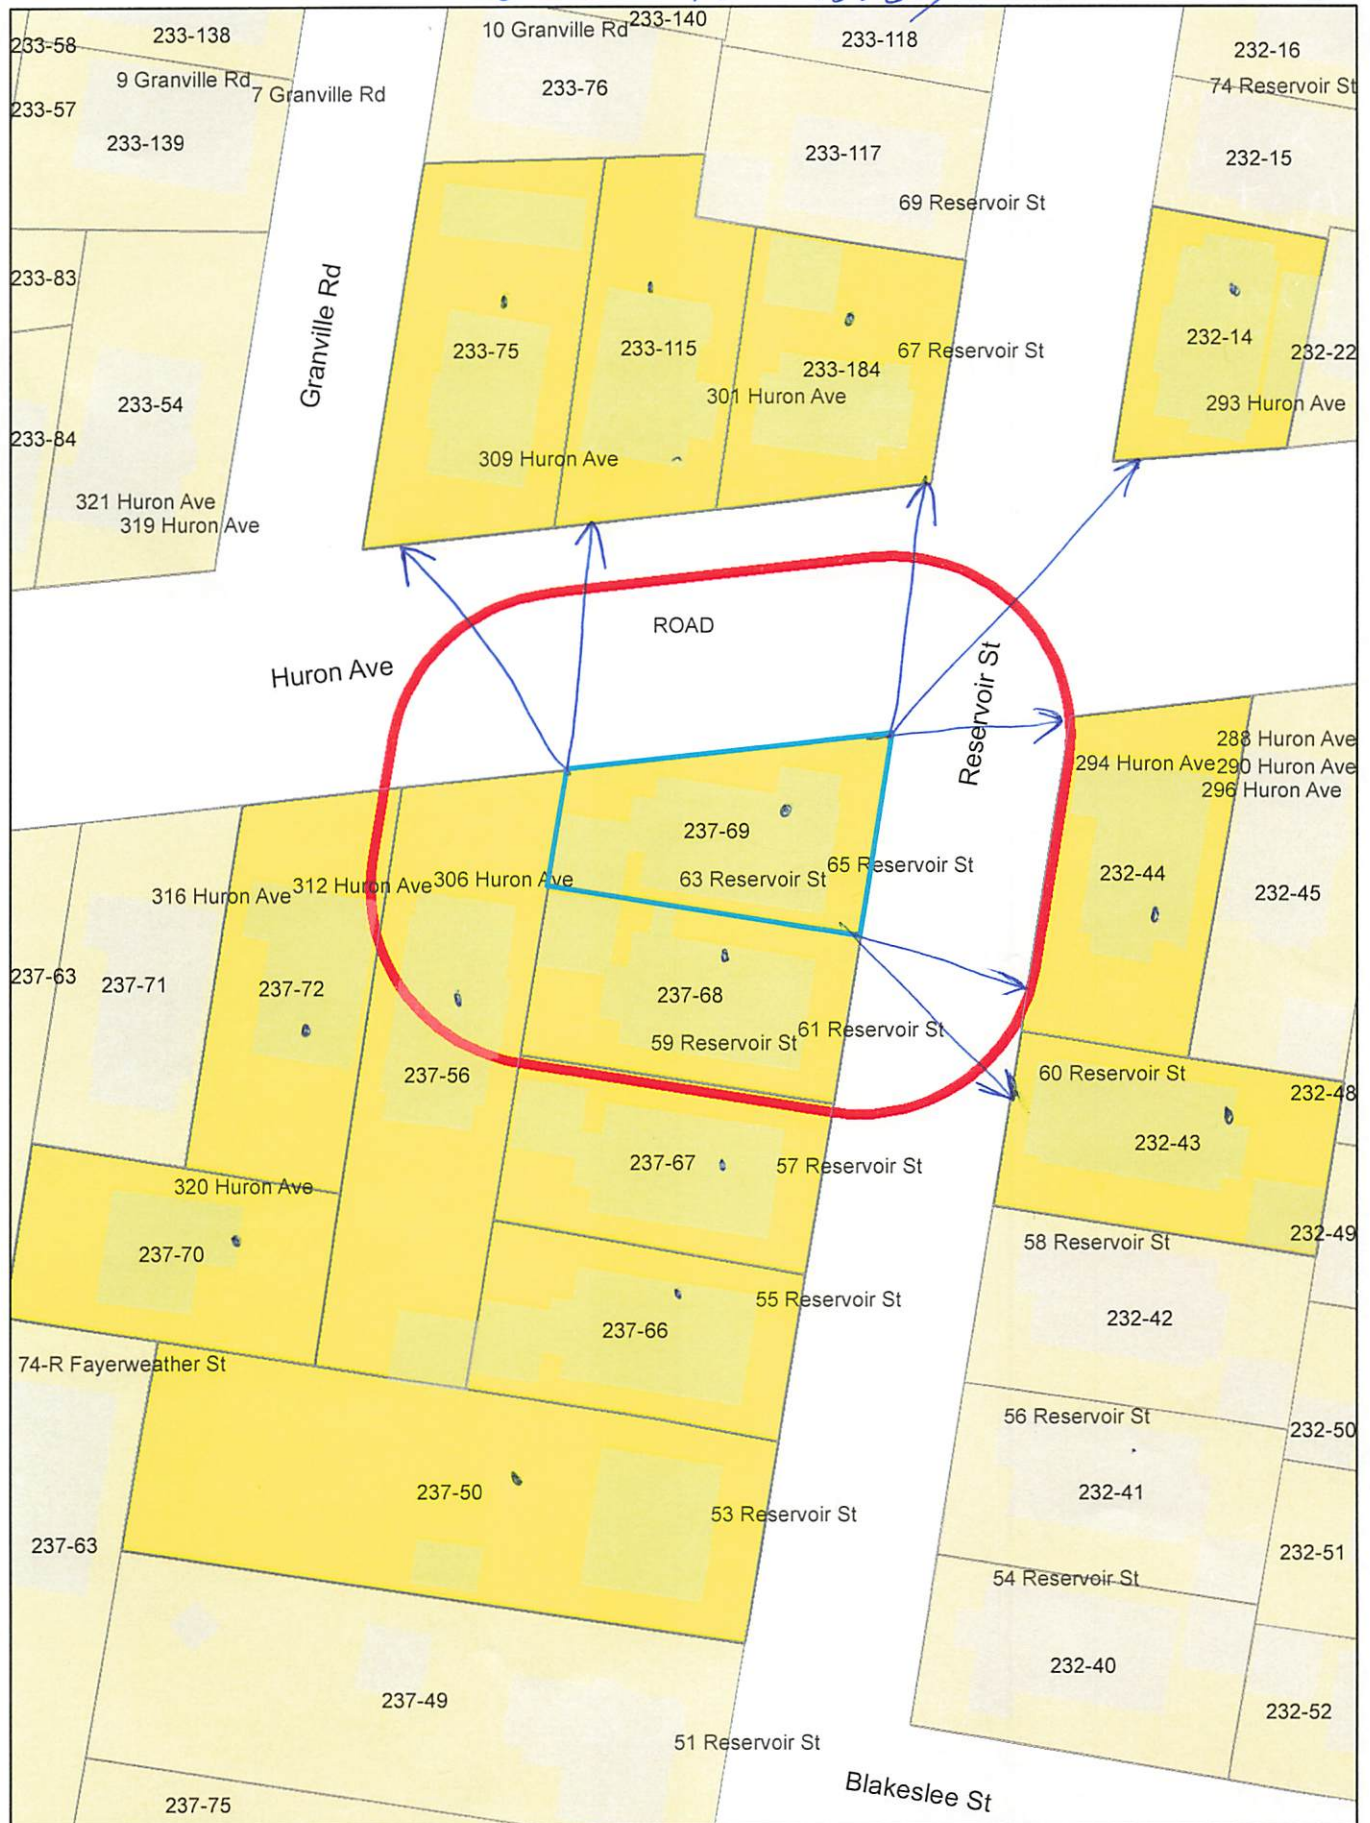 233-140
10 Granville Rd
233-58
233-138
233-118
232-16
9 Granville Rd
7 Granville Rd
233-76
74 Reservoir St
233-57
233-139
233-117
232-15
69 Reservoir St
233-83
Granville Rd
233-75
233-115
233-184
67 Reservoir St
232-14
232-22
301 Huron Ave
293 Huron Ave
233-54
233-84
309 Huron Ave
321 Huron Ave
319 Huron Ave
ROAD
Huron Ave
Reservoir St
288 Huron Ave
294 Huron Ave
290 Huron Ave
296 Huron Ave
237-69
65 Reservoir St
63 Reservoir St
232-44
232-45
316 Huron Ave
312 Huron Ave
306 Huron Ave
237-63
237-71
237-72
237-68
61 Reservoir St
59 Reservoir St
237-56
60 Reservoir St
232-48
232-43
237-67
57 Reservoir St
320 Huron Ave
237-70
58 Reservoir St
232-49
55 Reservoir St
237-66
232-42
74-R Fayerweather St
56 Reservoir St
232-50
237-50
232-41
53 Reservoir St
237-63
232-51
54 Reservoir St
232-40
237-49
232-52
51 Reservoir St
Blakeslee St
237-75